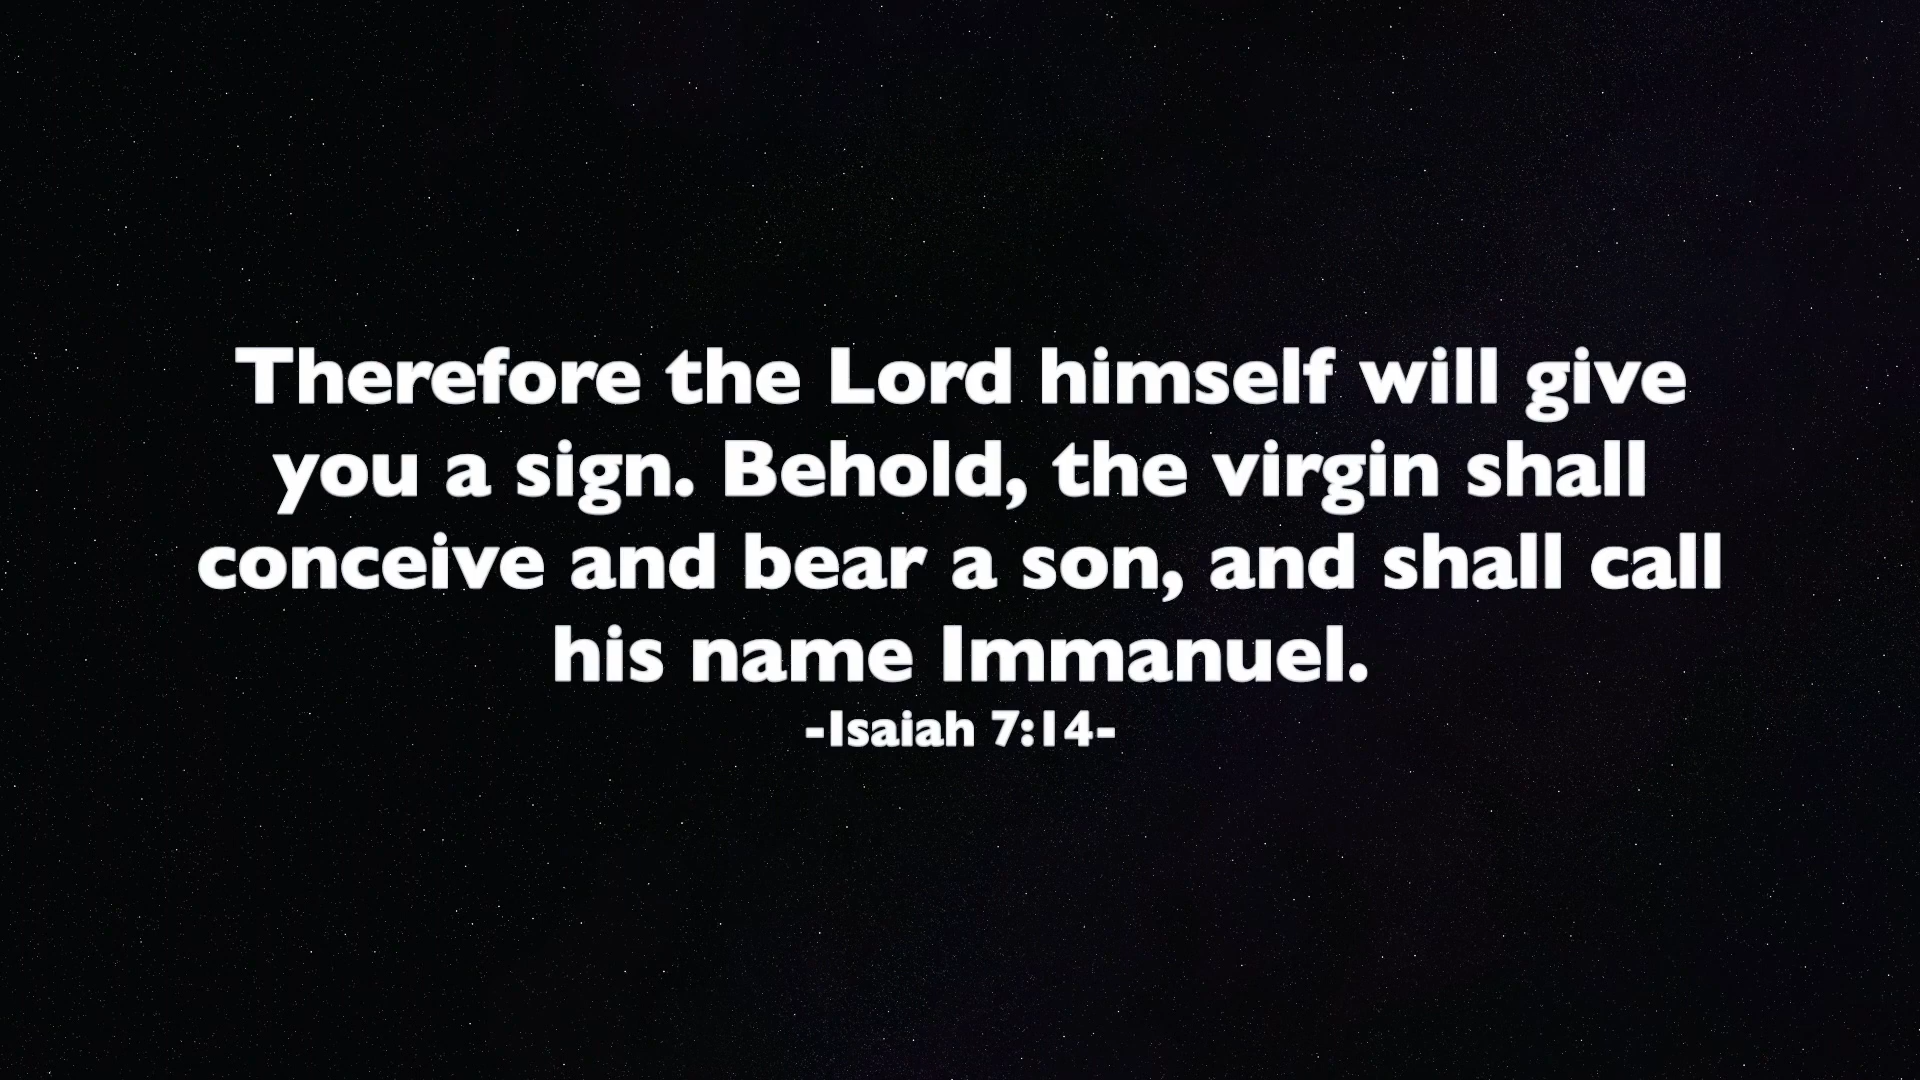 Therefore the Lord himself will give
you a sign. Behold, the virgin shall
conceive and bear a son, and shall call
his name Immanuel.
-Isaiah 7:14-